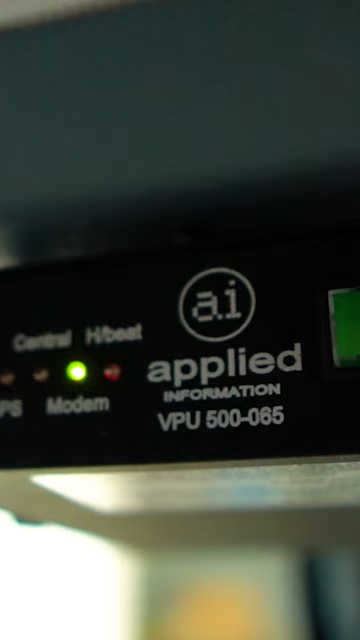 a.i
Central H/beat
applied
PS Modem
INFORMATION
VPU 500-065